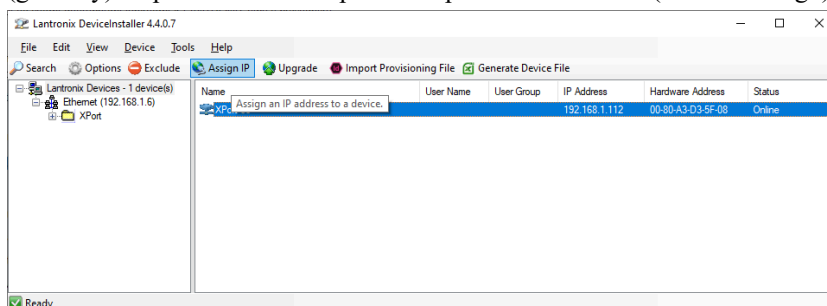 Lantronix DeviceInstaller 4.4.0.7
File Edit View Device Tools Help
Search Options Exclude Assign IP Upgrade Import Provisioning File Generate Device File
Lantronix Devices - 1 device(s)
Ethernet (192.168.1.6)
XPort
Name User Name User Group IP Address Hardware Address Status
Assign an IP address to a device.
192.168.1.112 00-80-A3-D3-5F-08 Online
Ready